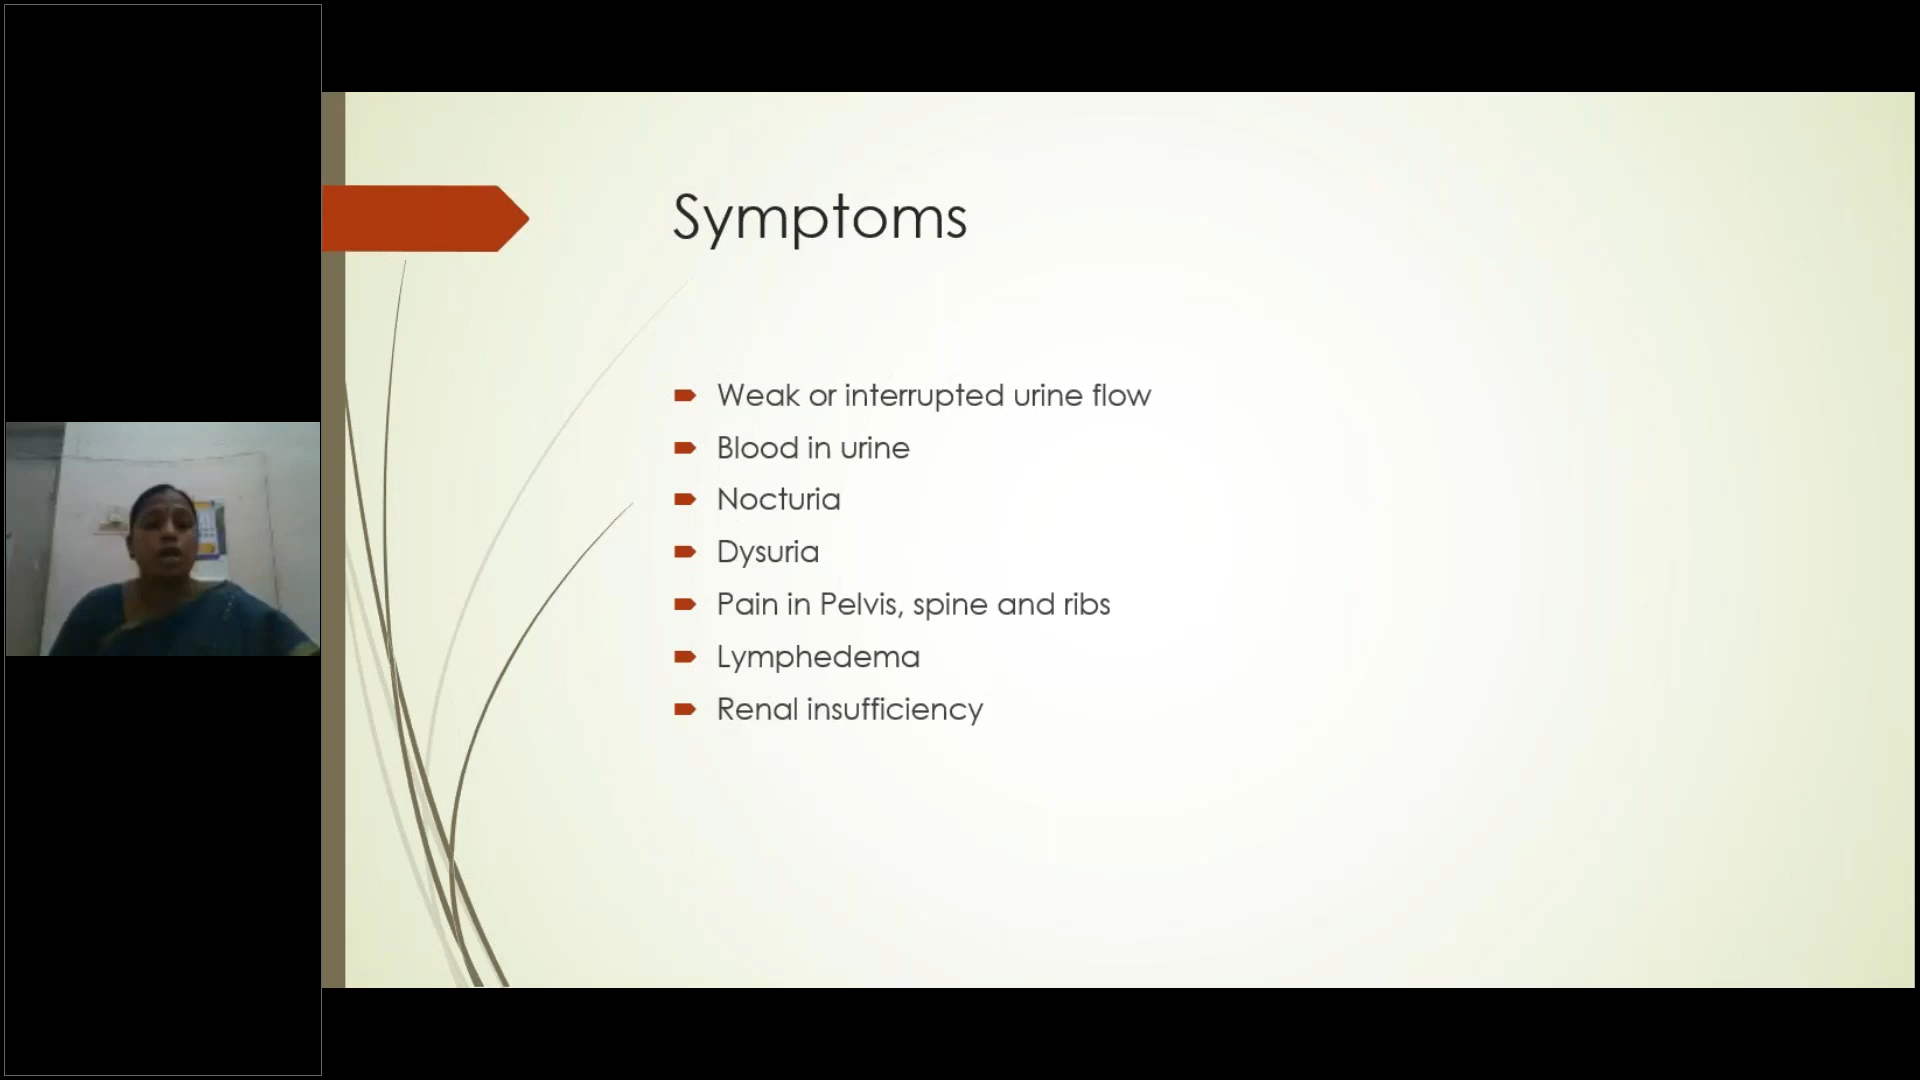 Symptoms
Weak or interrupted urine flow
Blood in urine
Nocturia
Dysuria
Pain in Pelvis, spine and ribs
Lymphedema
Renal insufficiency